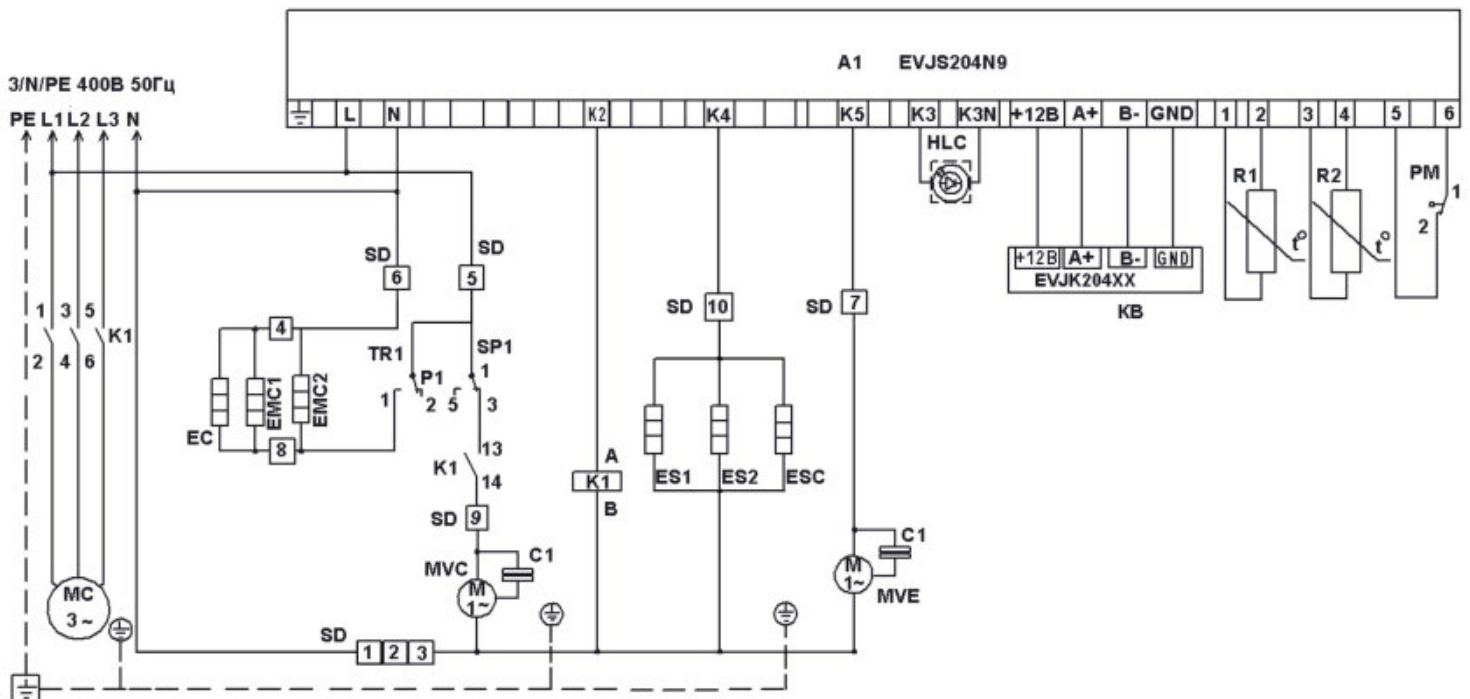 A1 EVJS204N9
3/N/PE 400В 50Гц
PE L1 L2 L3 N
L N K2 K4 K5 K3 K3N +12В A+ B- GND 1 2 3 4 5 6
HLC
R1 R2 PM 1
2
t° t°
SD SD
6 5
+12В A+ B- GND
EVJK204XX
КВ
SD 10 SD 7
1 3 5
K1
2 4 6
4
TR1 SP1
P1 1
1 2 5 3
EC EMC1 EMC2
8
K1 13
14
A
K1
B
ES1 ES2 ESC
SD 9
C1
MVC M
1~
C1
M
1~
MVE
MC
3~
SD
1 2 3